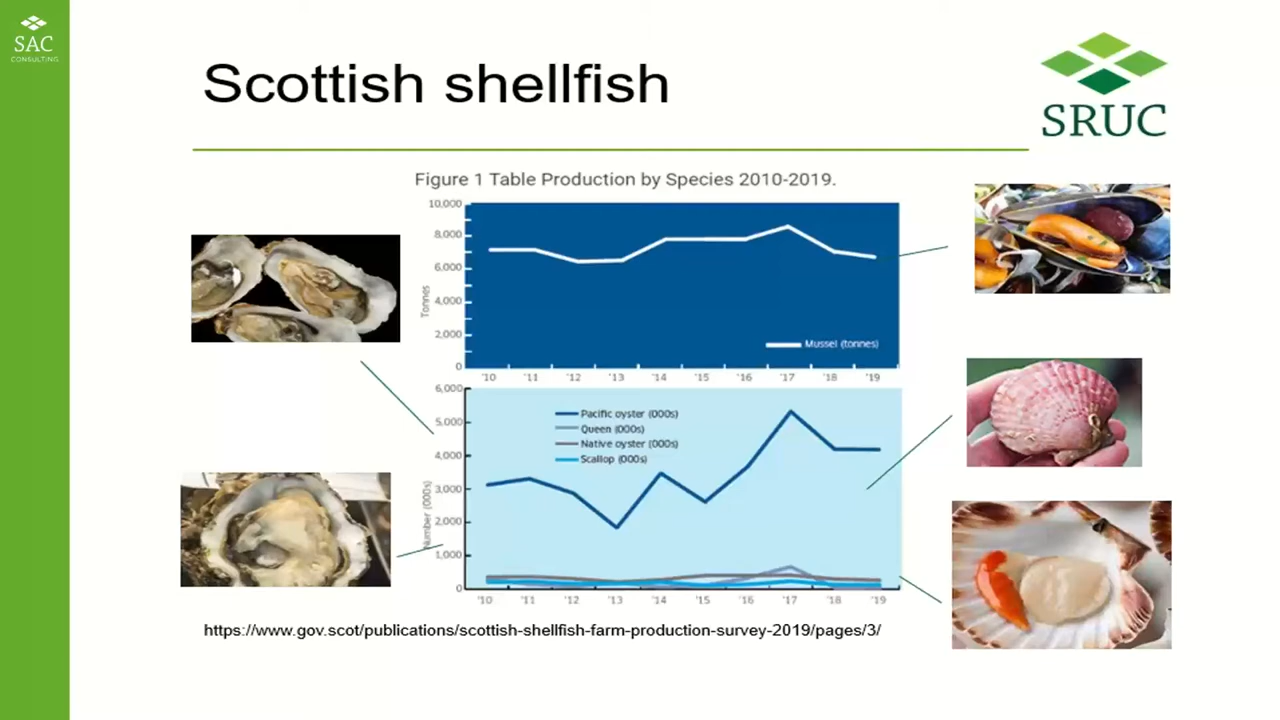 SAC
CONSULTING
Scottish shellfish
SRUC
Figure 1 Table Production by Species 2010-2019.
10,000
8,000
6,000
4,000
2,000
0
Tonnes
Mussel (tonnes)
'10 '11 '12 '13 '14 '15 '16 '17 '18 '19
6,000
5,000
4,000
3,000
2,000
1,000
0
Number (000s)
Pacific oyster (000s)
Queen (000s)
Native oyster (000s)
Scallop (000s)
'10 '11 '12 '13 '14 '15 '16 '17 '18 '19
https://www.gov.scot/publications/scottish-shellfish-farm-production-survey-2019/pages/3/